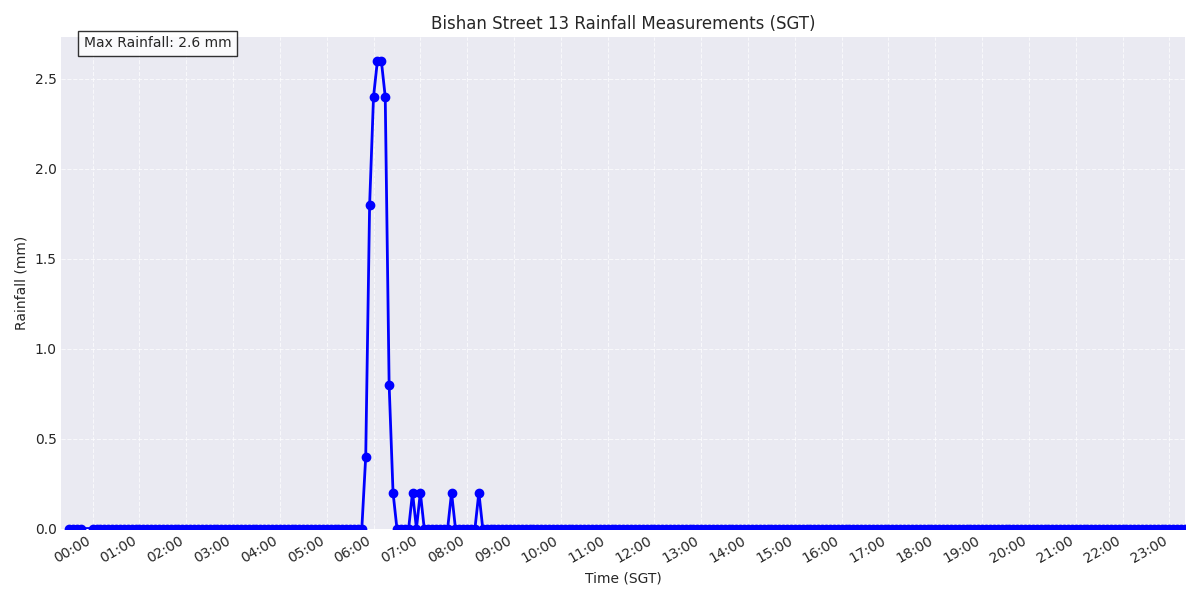 Bishan Street 13 Rainfall Measurements (SGT)
Max Rainfall: 2.6 mm
Rainfall (mm)
2.5
2.0
1.5
1.0
0.5
0.0
00:00 01:00 02:00 03:00 04:00 05:00 06:00 07:00 08:00 09:00 10:00 11:00 12:00 13:00 14:00 15:00 16:00 17:00 18:00 19:00 20:00 21:00 22:00 23:00
Time (SGT)